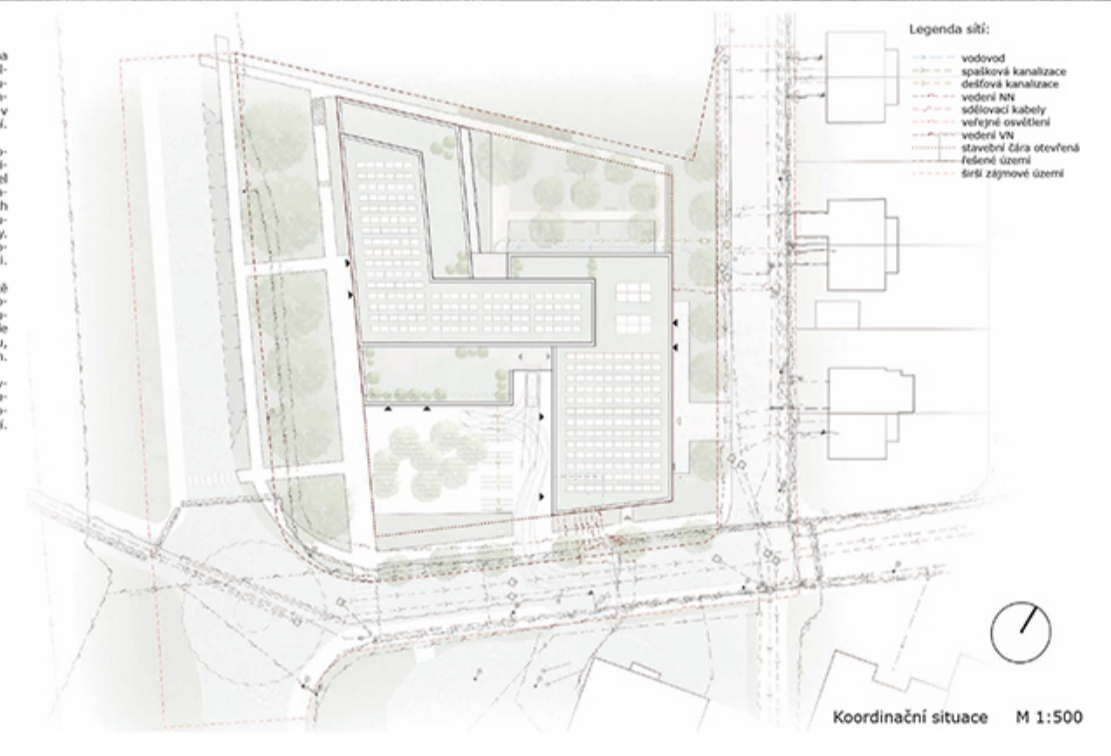 Legenda sítí:
vodovod
spašková kanalizace
dešťová kanalizace
vedení NN
sdělovací kabely
veřejné osvětlení
vedení VN
stavební čára otevřená
řešené území
širší zájmové území
Koordinační situace M 1:500